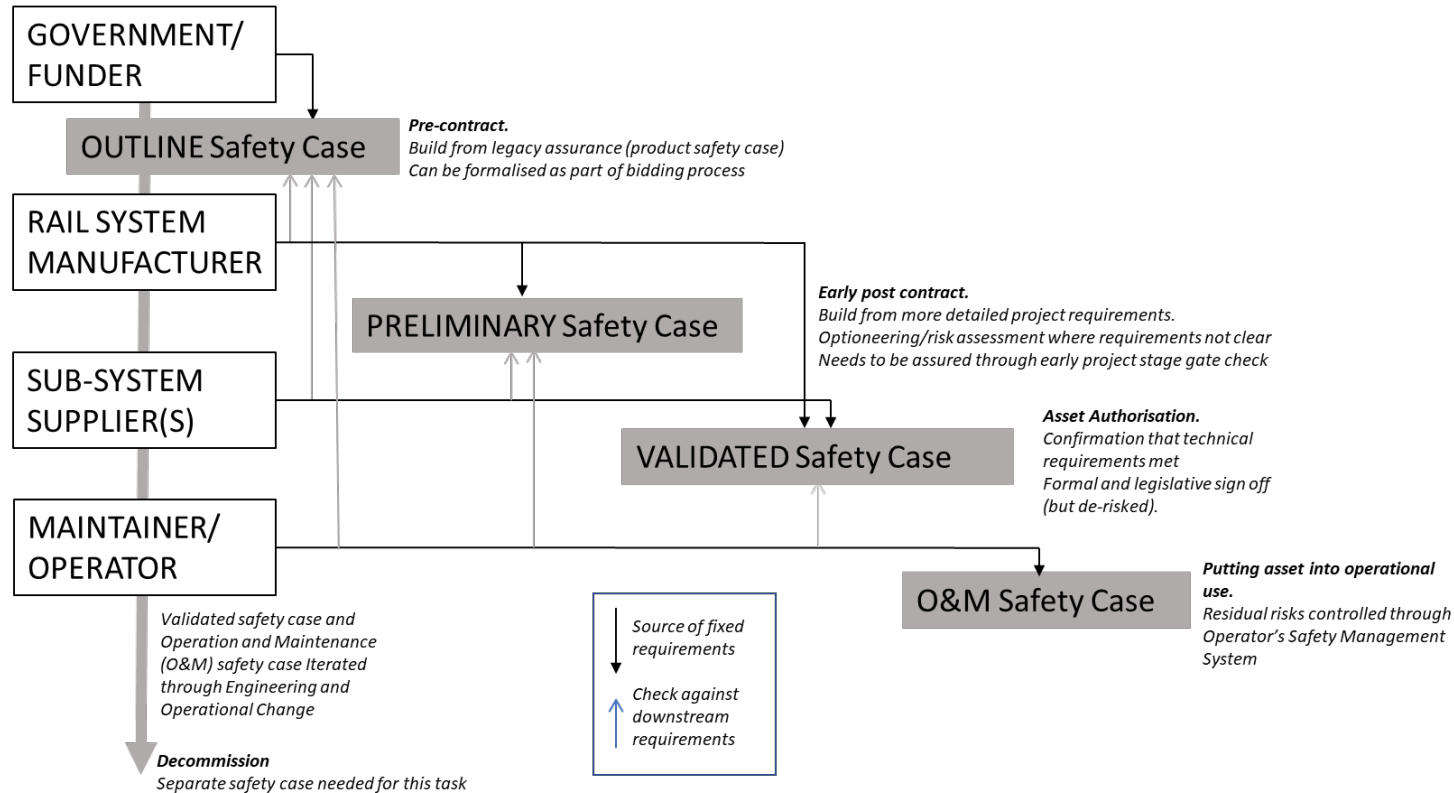 GOVERNMENT/
FUNDER
OUTLINE Safety Case
Pre-contract.
Build from legacy assurance (product safety case)
Can be formalised as part of bidding process
RAIL SYSTEM
MANUFACTURER
PRELIMINARY Safety Case
Early post contract.
Build from more detailed project requirements.
Optioneering/risk assessment where requirements not clear
Needs to be assured through early project stage gate check
SUB-SYSTEM
SUPPLIER(S)
VALIDATED Safety Case
Asset Authorisation.
Confirmation that technical
requirements met
Formal and legislative sign off
(but de-risked).
MAINTAINER/
OPERATOR
O&M Safety Case
Putting asset into operational
use.
Residual risks controlled through
Operator’s Safety Management
System
Validated safety case and
Operation and Maintenance
(O&M) safety case Iterated
through Engineering and
Operational Change
Source of fixed
requirements
Check against
downstream
requirements
Decommission
Separate safety case needed for this task